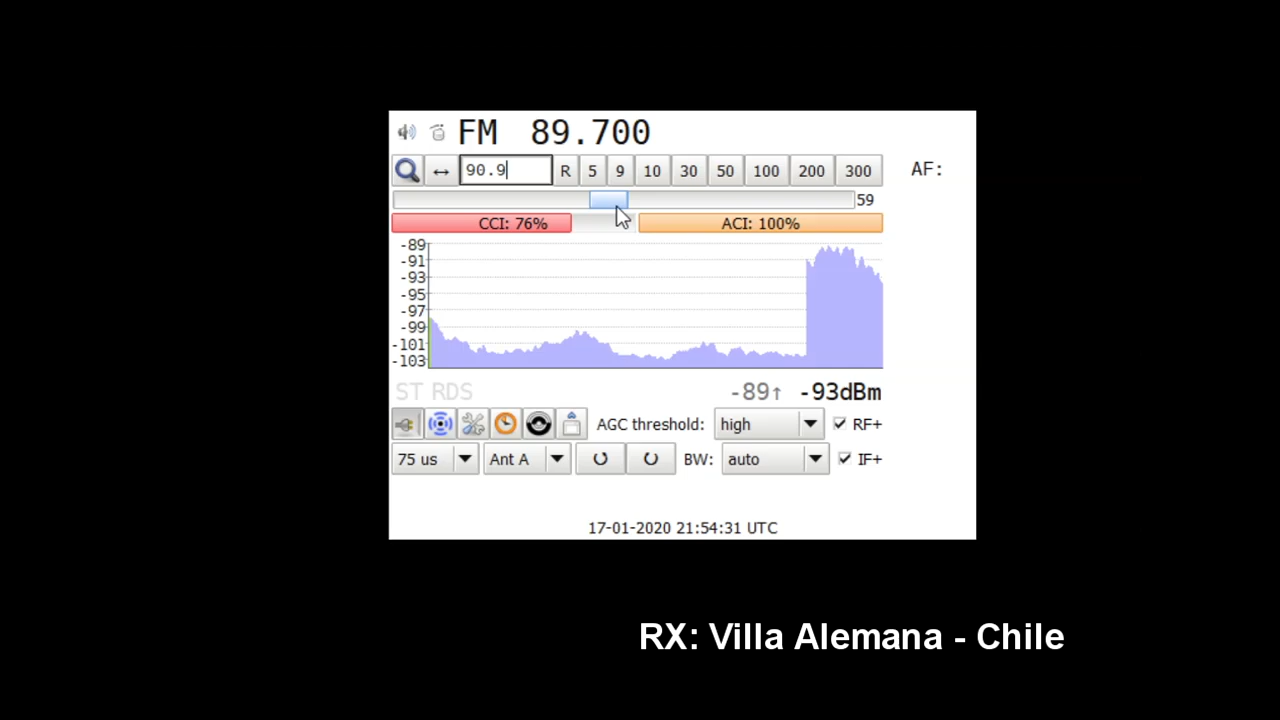 FM 89.700
90.9 R 5 9 10 30 50 100 200 300 AF:
59
CCI: 76% ACI: 100%
-89
-91
-93
-95
-97
-99
-101
-103
ST RDS -89↑ -93dBm
AGC threshold: high RF+
75 us Ant A BW: auto IF+
17-01-2020 21:54:31 UTC
RX: Villa Alemana - Chile